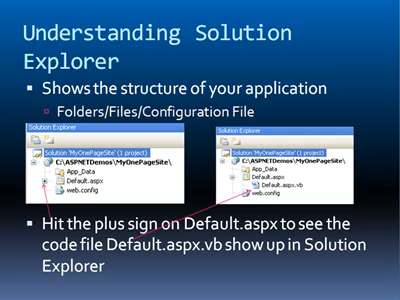 Understanding Solution
Explorer
Shows the structure of your application
Folders/Files/Configuration File
Solution Explorer
Solution 'MyOnePageSite' (1 project)
C:\ASPNETDemos\MyOnePageSite\
App_Data
Default.aspx
web.config
Solution Explorer
Solution 'MyOnePageSite' (1 project)
C:\ASPNETDemos\MyOnePageSite\
App_Data
Default.aspx
Default.aspx.vb
web.config
Hit the plus sign on Default.aspx to see the
code file Default.aspx.vb show up in Solution
Explorer